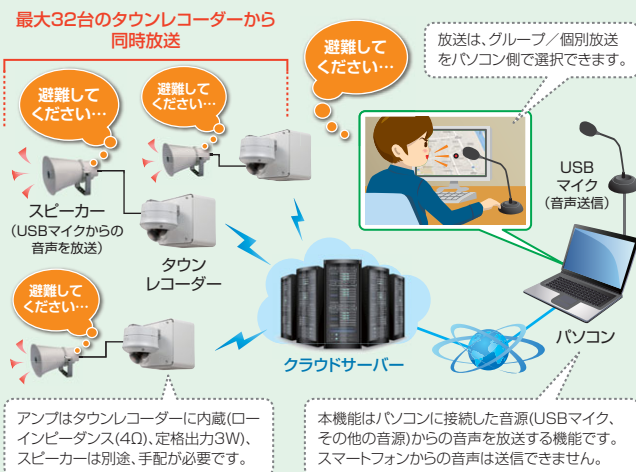 最大32台のタウンレコーダーから
同時放送
避難して
ください…
放送は、グループ／個別放送
をパソコン側で選択できます。
避難して
ください…
避難して
ください…
スピーカー
（USBマイクからの
音声を放送）
タウン
レコーダー
USB
マイク
（音声送信）
避難して
ください…
クラウドサーバー
パソコン
アンプはタウンレコーダーに内蔵(ロー
インピーダンス(4Ω)、定格出力3W)、
スピーカーは別途、手配が必要です。
本機能はパソコンに接続した音源(USBマイク、
その他の音源)からの音声を放送する機能です。
スマートフォンからの音声は送信できません。